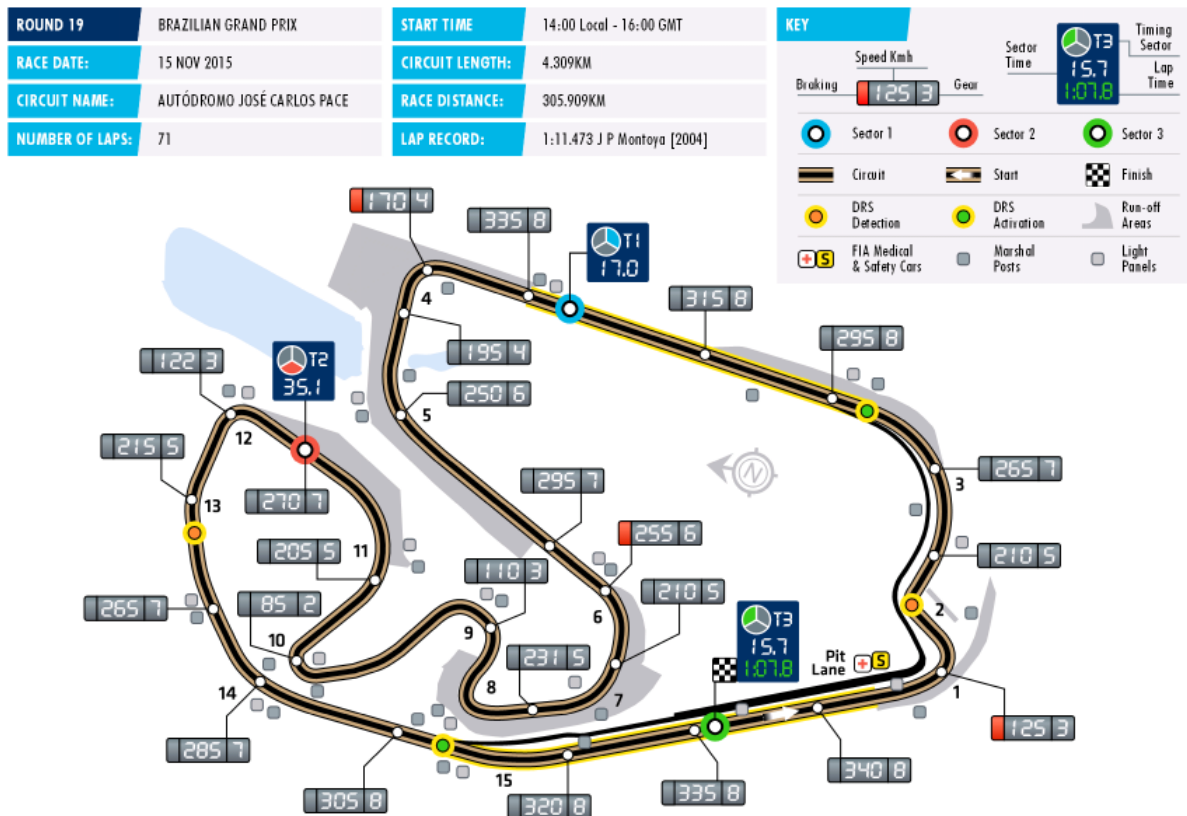 ROUND 19 BRAZILIAN GRAND PRIX
RACE DATE: 15 NOV 2015
CIRCUIT NAME: AUTÓDROMO JOSÉ CARLOS PACE
NUMBER OF LAPS: 71
START TIME 14:00 Local - 16:00 GMT
CIRCUIT LENGTH: 4.309KM
RACE DISTANCE: 305.909KM
LAP RECORD: 1:11.473 J P Montoya [2004]
KEY
Speed Kmh
Braking 125 3 Gear
Sector Time
T3
15.7
1:07.8
Timing Sector
Lap Time
Sector 1
Sector 2
Sector 3
Circuit
Start
Finish
DRS Detection
DRS Activation
Run-off Areas
S
FIA Medical & Safety Cars
Marshal Posts
Light Panels
170 4
335 8
T1
17.0
4
315 8
295 8
195 4
122 3
T2
35.1
250 6
5
12
215 5
13
270 7
295 7
N
265 7
3
255 6
205 5
11
110 3
210 5
210 5
85 2
265 7
6
2
9
10
T3
15.7
1:07.8
231 5
Pit Lane
S
8
7
14
1
125 3
285 7
15
340 8
305 8
320 8
335 8